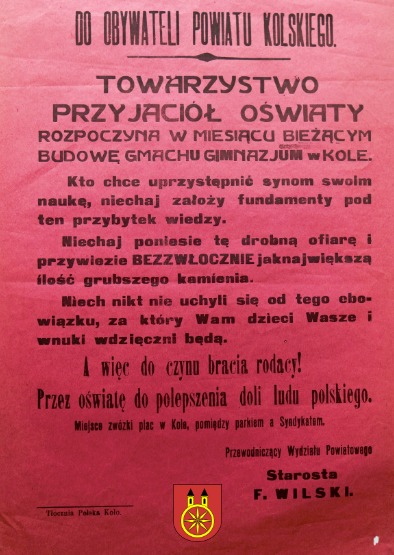 DO OBYWATELI POWIATU KOLSKIEGO.
TOWARZYSTWO
PRZYJACIÓŁ OŚWIATY
ROZPOCZYNA W MIESIĄCU BIEŻĄCYM
BUDOWĘ GMACHU GIMNAZJUM w KOLE.
Kto chce uprzystępnić synom swoim
naukę, niechaj założy fundamenty pod
ten przybytek wiedzy.
Niechaj poniesie tę drobną ofiarę i
przywiezie BEZZWŁOCZNIE jaknajwiększą
ilość grubszego kamienia.
Niech nikt nie uchyli się od tego obo-
wiązku, za który Wam dzieci Wasze i
wnuki wdzięczni będą.
A więc do czynu bracia rodacy!
Przez oświatę do polepszenia doli ludu polskiego.
Miejsce zwózki plac w Kole, pomiędzy parkiem a Syndykatem.
Przewodniczący Wydziału Powiatowego
Starosta
F. WILSKI.
Tłocznia Polska Koło.